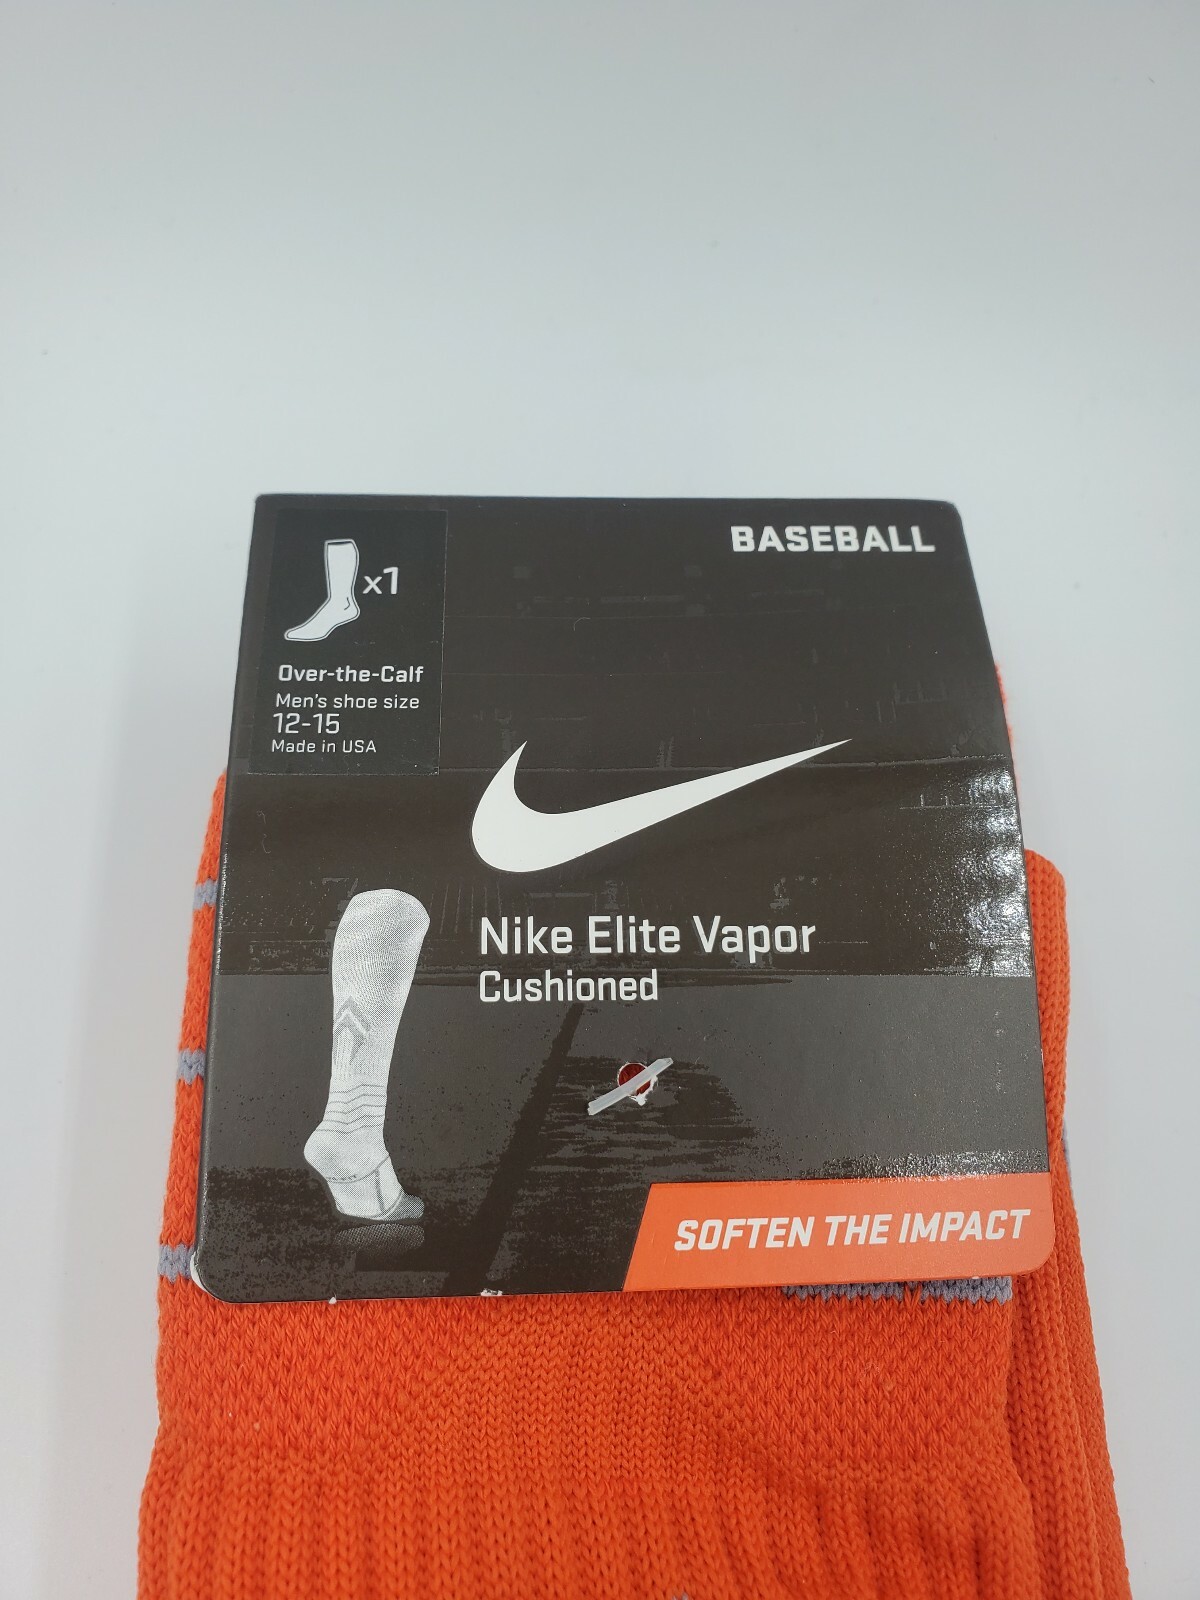 BASEBALL
x1
Over-the-Calf
Men's shoe size
12-15
Made in USA
Nike Elite Vapor
Cushioned
SOFTEN THE IMPACT